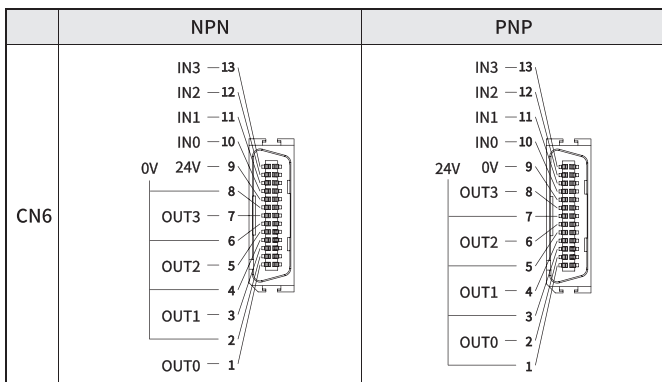 NPN PNP
CN6
IN3 13
IN2 12
IN1 11
IN0 10
0V 24V 9
8
OUT3 7
6
OUT2 5
4
OUT1 3
2
OUT0 1
IN3 13
IN2 12
IN1 11
IN0 10
24V 0V 9
OUT3 8
7
OUT2 6
5
OUT1 4
3
OUT0 2
1